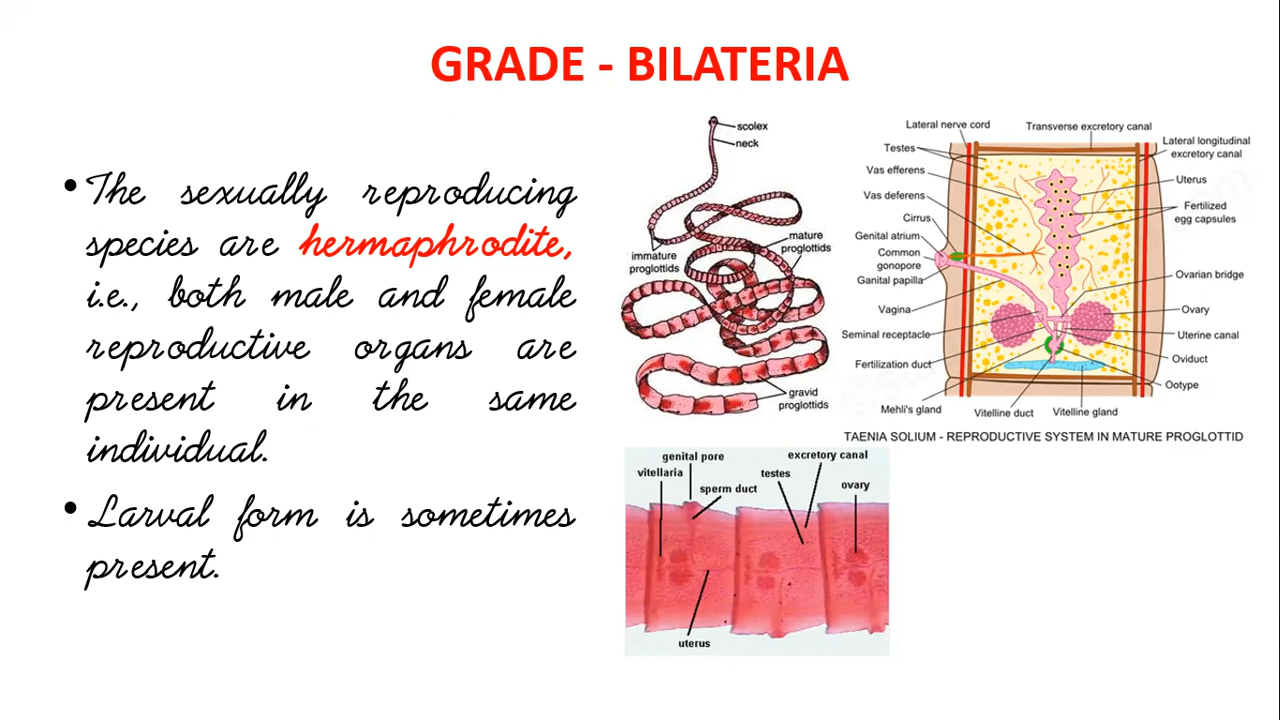 GRADE - BILATERIA
• The sexually reproducing
species are hermaphrodite,
i.e., both male and female
reproductive organs are
present in the same
individual.
• Larval form is sometimes
present.
scolex
neck
immature
proglottids
mature
proglottids
gravid
proglottids
Lateral nerve cord
Testes
Vas efferens
Vas deferens
Cirrus
Genital atrium
Common
gonopore
Genital papilla
Vagina
Seminal receptacle
Fertilization duct
Mehli's gland
Vitelline duct
Vitelline gland
Transverse excretory canal
Lateral longitudinal
excretory canal
Uterus
Fertilized
egg capsules
Ovarian bridge
Ovary
Uterine canal
Oviduct
Ootype
TAENIA SOLIUM - REPRODUCTIVE SYSTEM IN MATURE PROGLOTTID
genital pore
vitellaria
sperm duct
testes
excretory canal
ovary
uterus